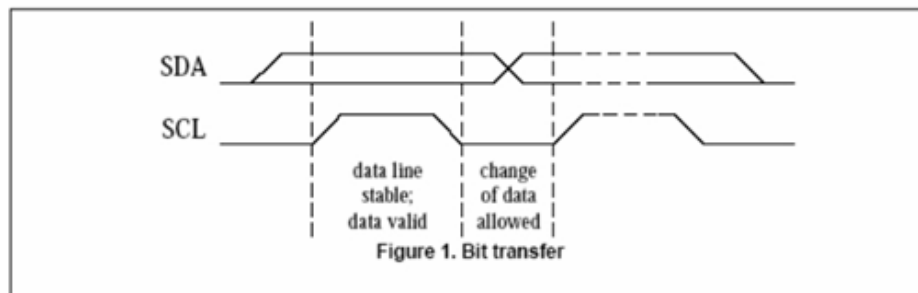 SDA
SCL
data line
stable;
data valid
change
of data
allowed
Figure 1. Bit transfer